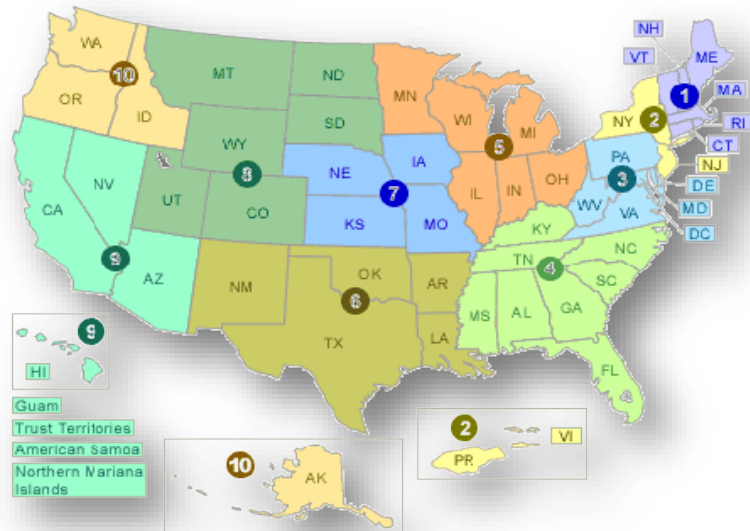 NH
WA
VT
ME
MT
ND
10
MN
1
MA
OR
ID
WI
MI
NY
2
RI
SD
CT
WY
5
PA
NJ
IA
NE
8
3
DE
NV
7
IL
IN
OH
WV
MD
UT
CO
VA
CA
KS
MO
KY
DC
NC
TN
9
4
AZ
OK
AR
SC
NM
6
MS
AL
GA
9
TX
LA
HI
FL
4
Guam
Trust Territories
American Samoa
Northern Mariana
Islands
2
VI
PR
10
AK